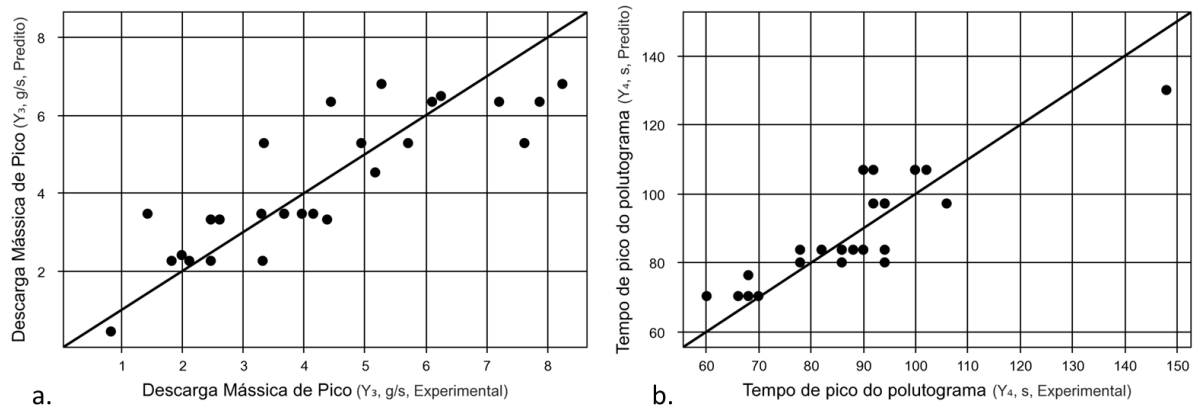 Descarga Mássica de Pico (Y₃, g/s, Predito)
8
6
4
2
1 2 3 4 5 6 7 8
Descarga Mássica de Pico (Y₃, g/s, Experimental)
a.
Tempo de pico do polutograma (Y₄, s, Predito)
140
120
100
80
60
60 70 80 90 100 110 120 130 140 150
Tempo de pico do polutograma (Y₄, s, Experimental)
b.